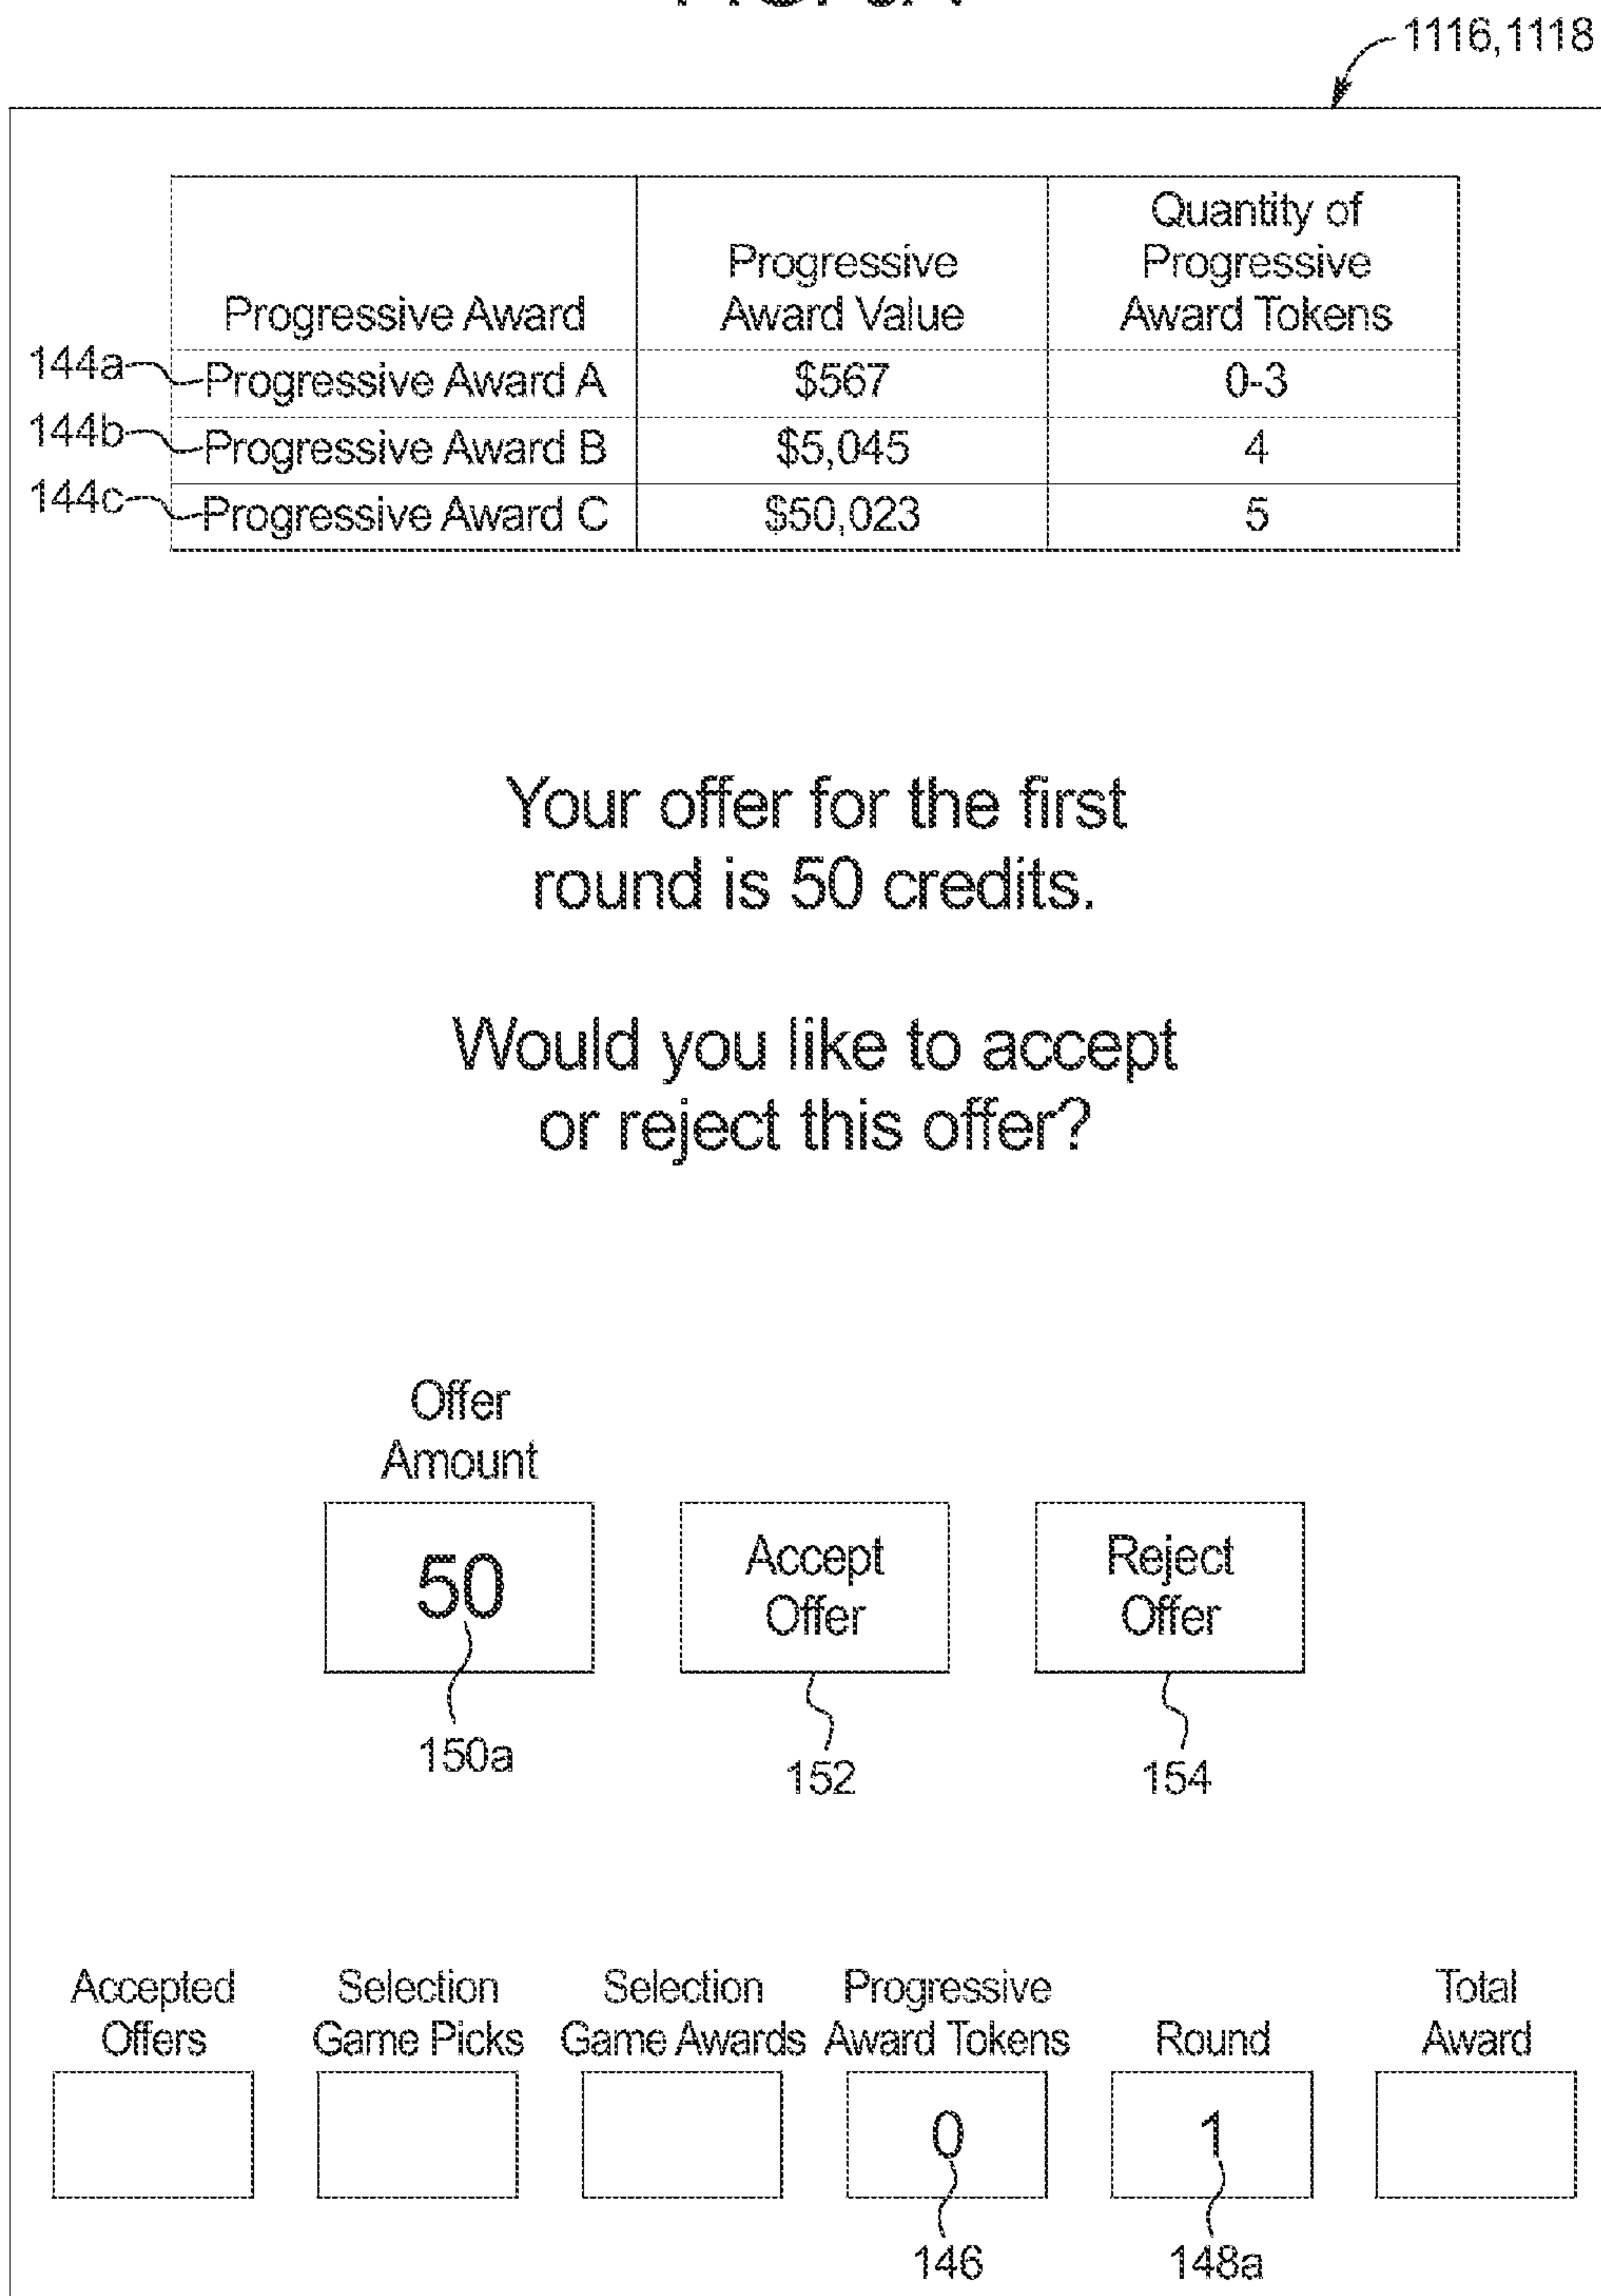 1116,1118
Progressive Award
Progressive
Award Value
Quantity of
Progressive
Award Tokens
144a
Progressive Award A
$567
0-3
144b
Progressive Award B
$5,045
4
144c
Progressive Award C
$50,023
5
Your offer for the first
round is 50 credits.
Would you like to accept
or reject this offer?
Offer
Amount
50
Accept
Offer
Reject
Offer
150a
152
154
Accepted
Offers
Selection
Game Picks
Selection
Game Awards
Progressive
Award Tokens
Round
Total
Award
0
1
146
148a